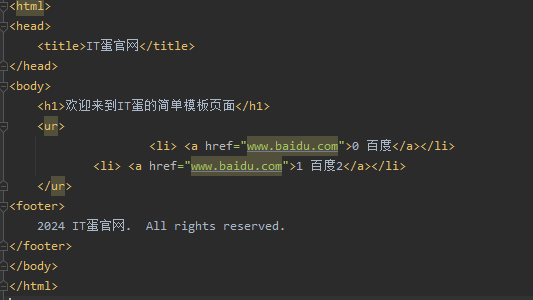 <html>
<head>
    <title>IT蛋官网</title>
</head>
<body>
    <h1>欢迎来到IT蛋的简单模板页面</h1>
    <ur>
                    <li> <a href="www.baidu.com">0 百度</a></li>
            <li> <a href="www.baidu.com">1 百度2</a></li>
    </ur>
<footer>
    2024 IT蛋官网.  All rights reserved.
</footer>
</body>
</html>